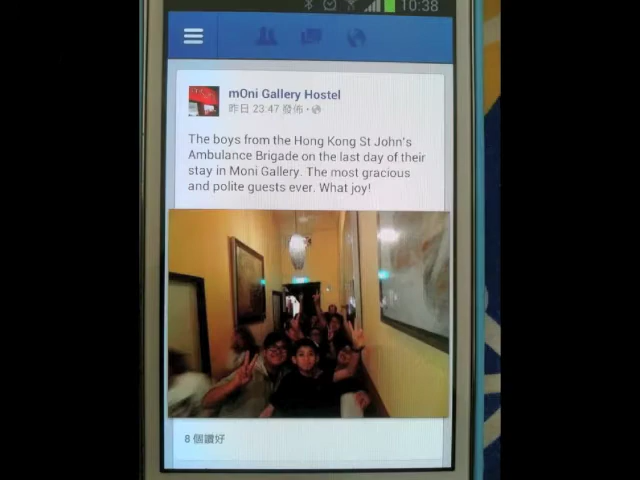 10:38
mOni Gallery Hostel
昨日 23:47 發佈 ·
The boys from the Hong Kong St John's
Ambulance Brigade on the last day of their
stay in Moni Gallery. The most gracious
and polite guests ever. What joy!
8 個讚好